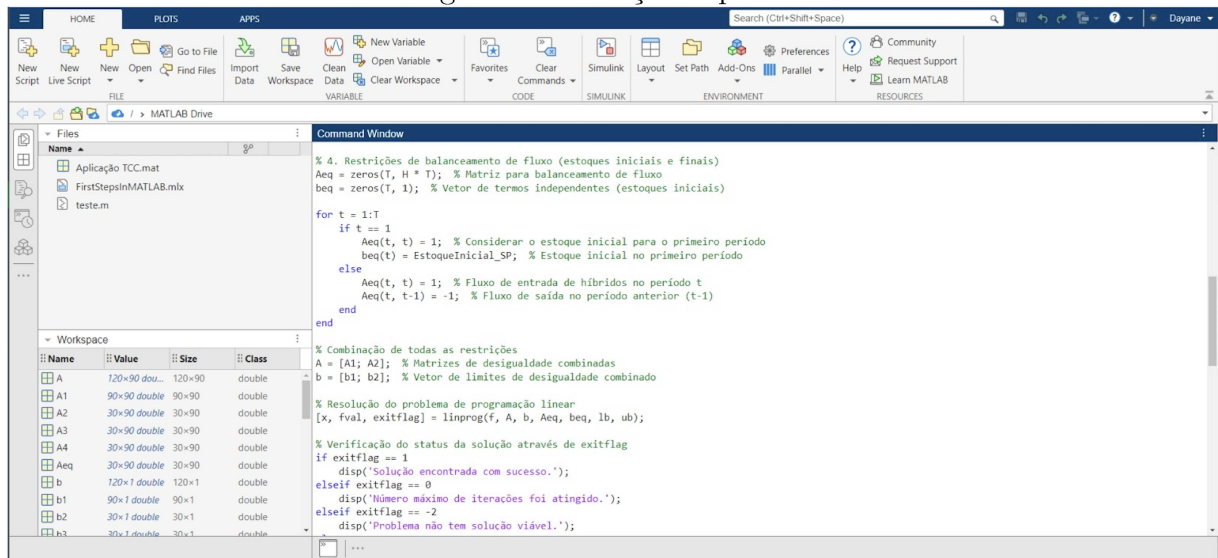 HOME PLOTS APPS Search (Ctrl+Shift+Space) Dayane
New Script
New Live Script
New
Open
Go to File
Find Files
Import Data
Save Workspace
Clean Data
New Variable
Open Variable
Clear Workspace
Favorites
Clear Commands
Simulink
Layout
Set Path
Add-Ons
Preferences
Parallel
Help
Community
Request Support
Learn MATLAB
FILE VARIABLE CODE SIMULINK ENVIRONMENT RESOURCES
/ > MATLAB Drive
Files
Name
Aplicação TCC.mat
FirstStepsInMATLAB.mlx
teste.m
Workspace
Name Value Size Class
A 120×90 dou... 120×90 double
A1 90×90 double 90×90 double
A2 30×90 double 30×90 double
A3 30×90 double 30×90 double
A4 30×90 double 30×90 double
Aeq 30×90 double 30×90 double
b 120×1 double 120×1 double
b1 90×1 double 90×1 double
b2 30×1 double 30×1 double
b3 30×1 double 30×1 double
Command Window
% 4. Restrições de balanceamento de fluxo (estoques iniciais e finais)
Aeq = zeros(T, H * T); % Matriz para balanceamento de fluxo
beq = zeros(T, 1); % Vetor de termos independentes (estoques iniciais)
for t = 1:T
if t == 1
Aeq(t, t) = 1; % Considerar o estoque inicial para o primeiro período
beq(t) = EstoqueInicial_SP; % Estoque inicial no primeiro período
else
Aeq(t, t) = 1; % Fluxo de entrada de híbridos no período t
Aeq(t, t-1) = -1; % Fluxo de saída no período anterior (t-1)
end
end
% Combinação de todas as restrições
A = [A1; A2]; % Matrizes de desigualdade combinadas
b = [b1; b2]; % Vetor de limites de desigualdade combinado
% Resolução do problema de programação linear
[x, fval, exitflag] = linprog(f, A, b, Aeq, beq, lb, ub);
% Verificação do status da solução através de exitflag
if exitflag == 1
disp('Solução encontrada com sucesso.');
elseif exitflag == 0
disp('Número máximo de iterações foi atingido.');
elseif exitflag == -2
disp('Problema não tem solução viável.');